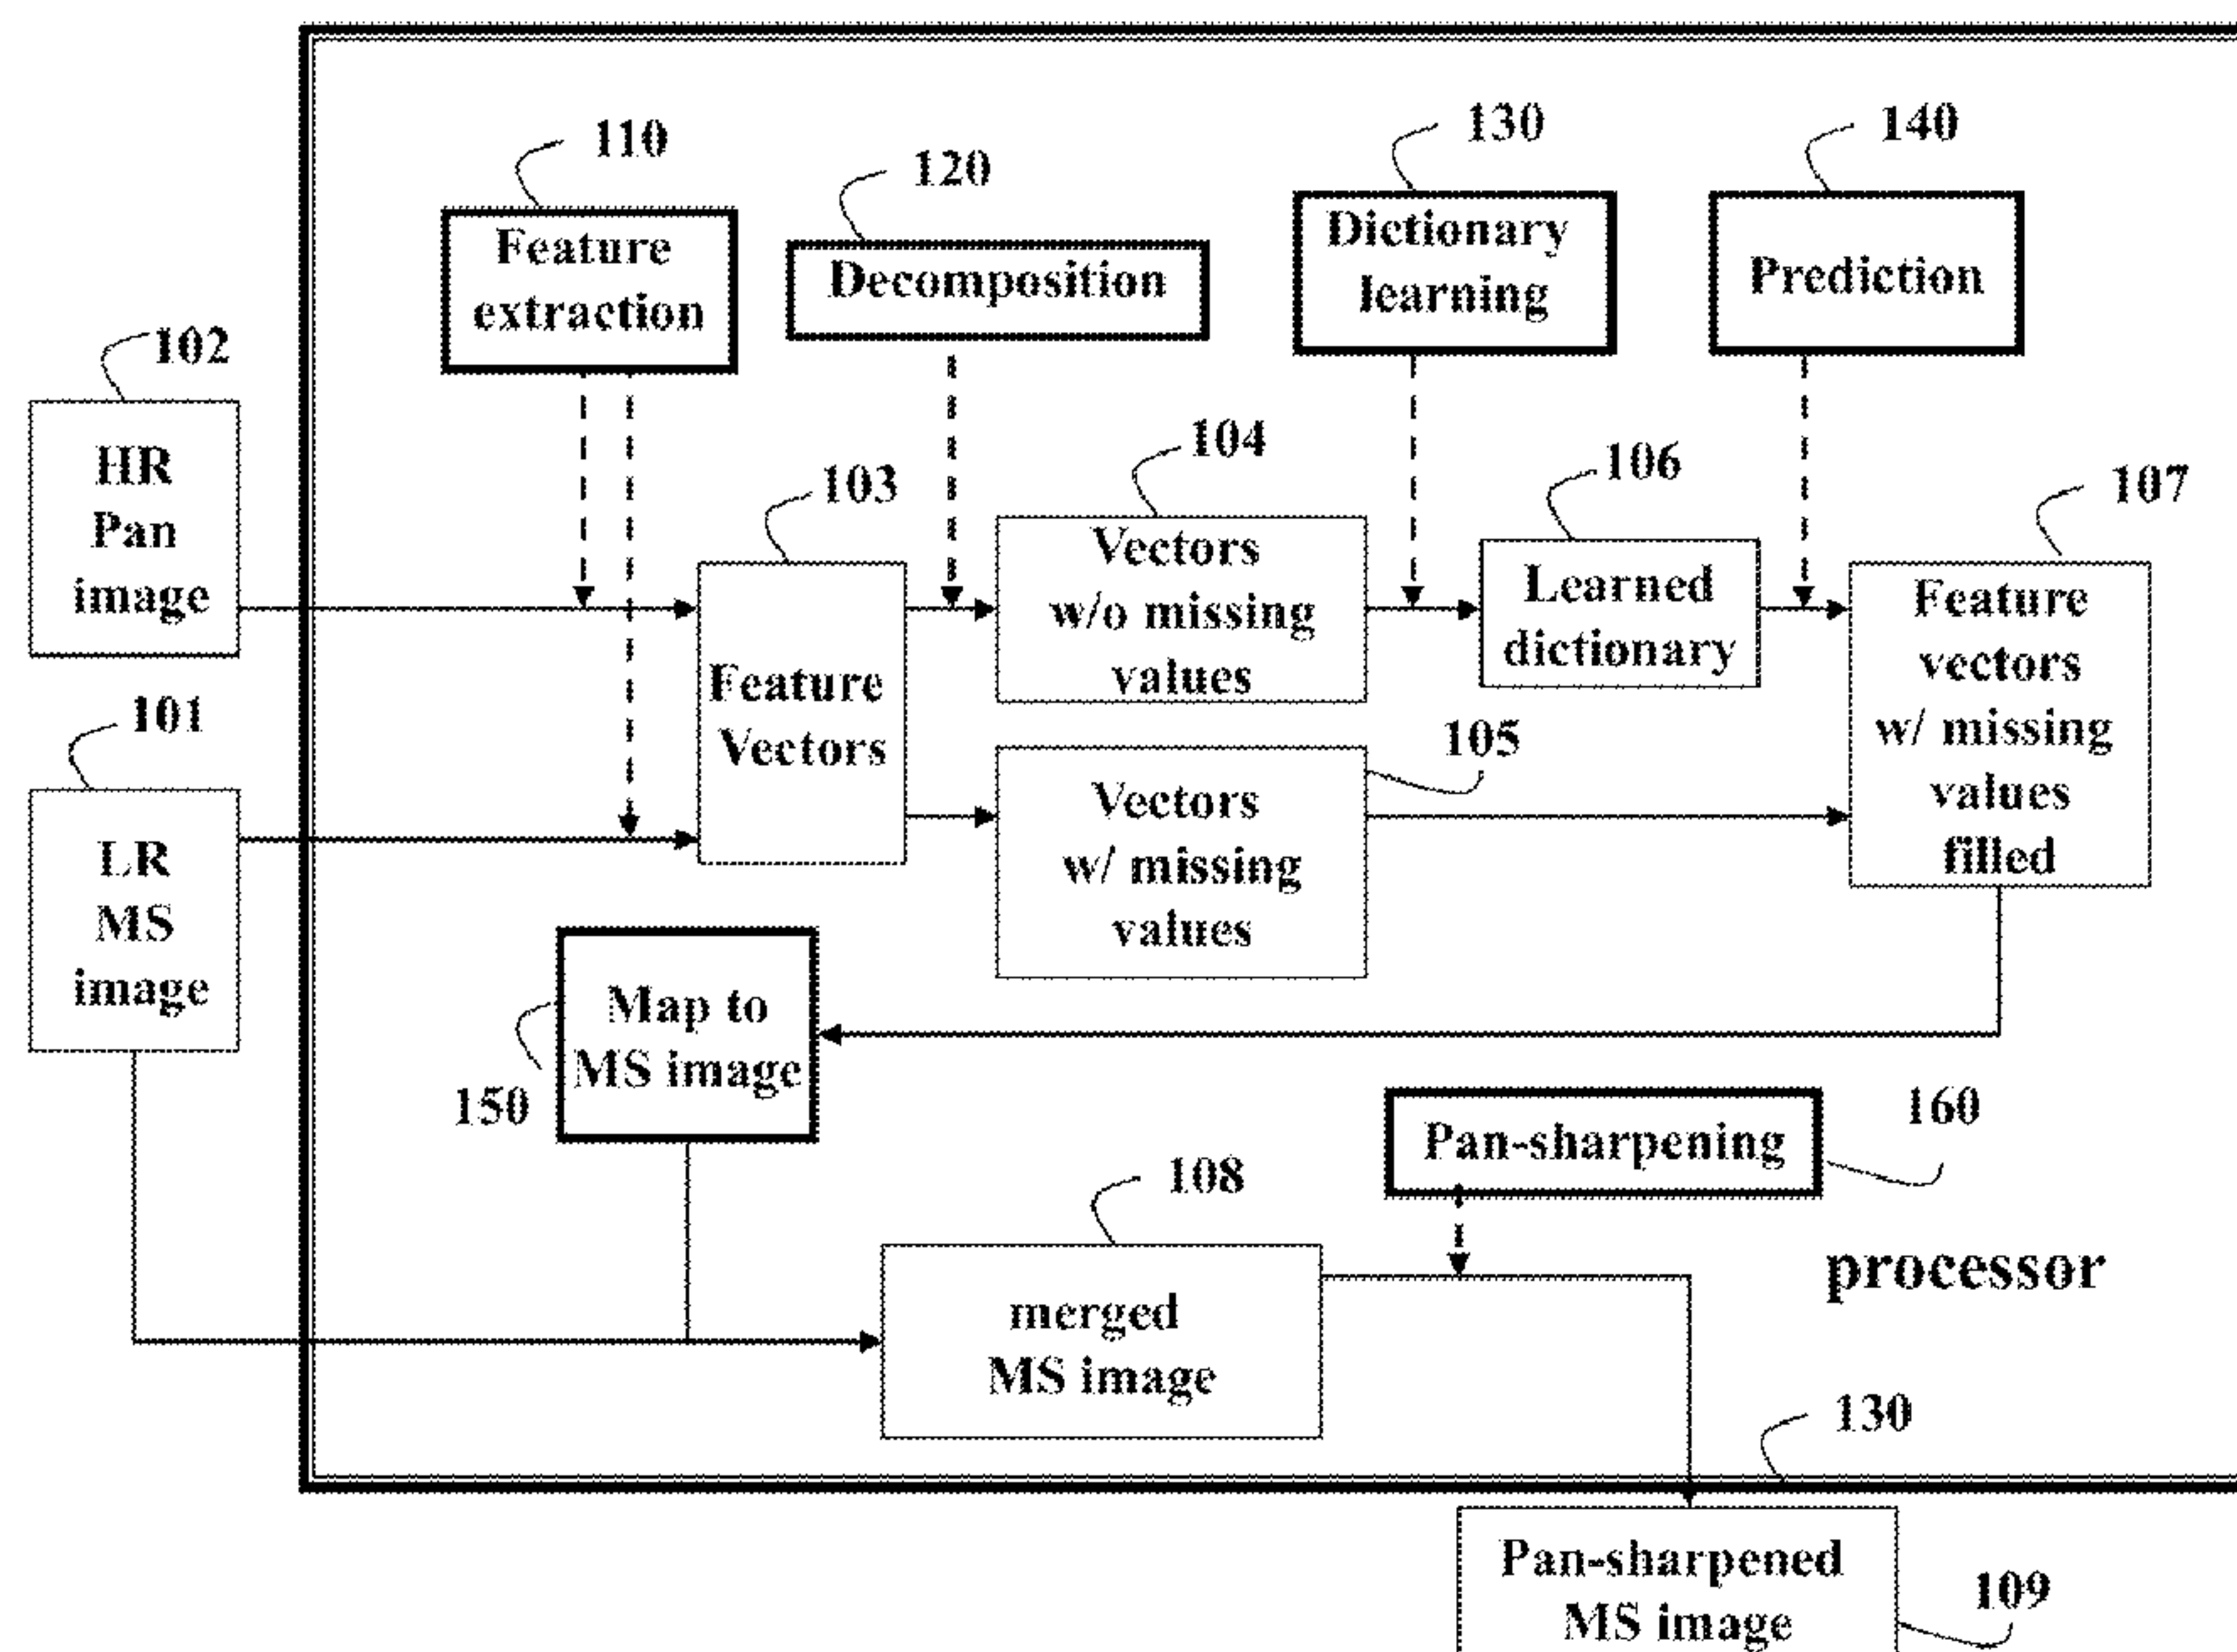 110
Feature
extraction
120
Decomposition
130
Dictionary
learning
140
Prediction
102
HR
Pan
image
101
LR
MS
image
103
Feature
Vectors
104
Vectors
w/o missing
values
105
Vectors
w/ missing
values
106
Learned
dictionary
107
Feature
vectors
w/ missing
values
filled
Map to
MS image
150
Pan-sharpening
160
108
merged
MS image
processor
130
Pan-sharpened
MS image
109